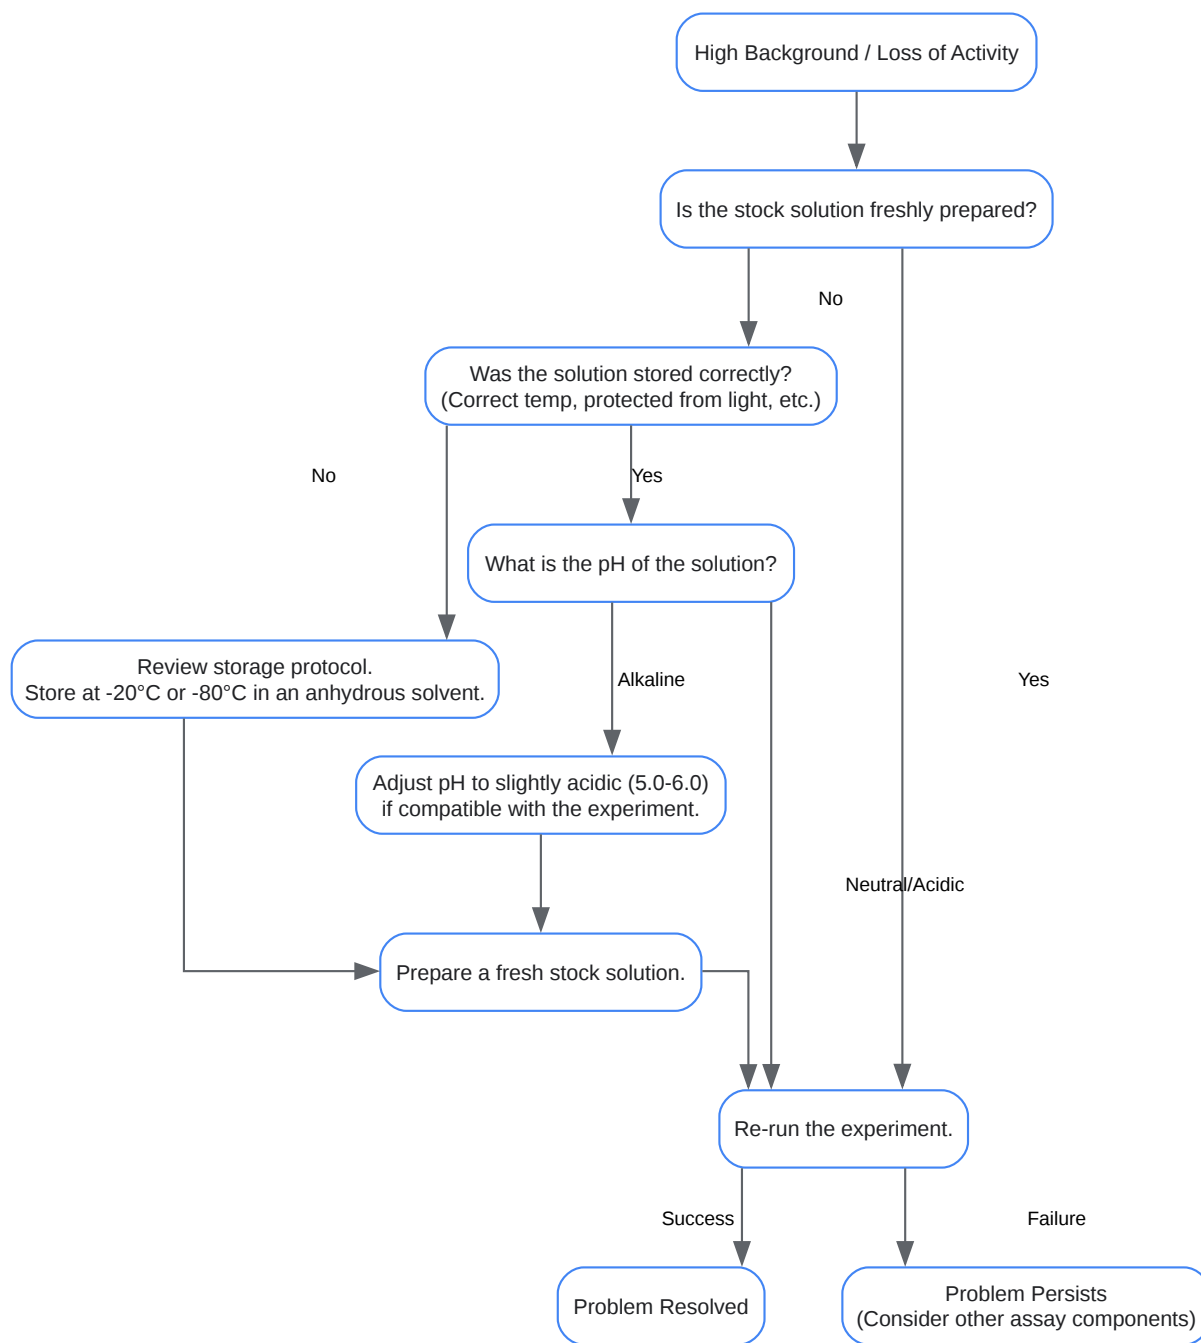 High Background / Loss of Activity
Is the stock solution freshly prepared?
No
Was the solution stored correctly?
(Correct temp, protected from light, etc.)
No
Yes
What is the pH of the solution?
Review storage protocol.
Store at -20°C or -80°C in an anhydrous solvent.
Alkaline
Yes
Adjust pH to slightly acidic (5.0-6.0)
if compatible with the experiment.
Neutral/Acidic
Prepare a fresh stock solution.
Re-run the experiment.
Success
Failure
Problem Resolved
Problem Persists
(Consider other assay components)